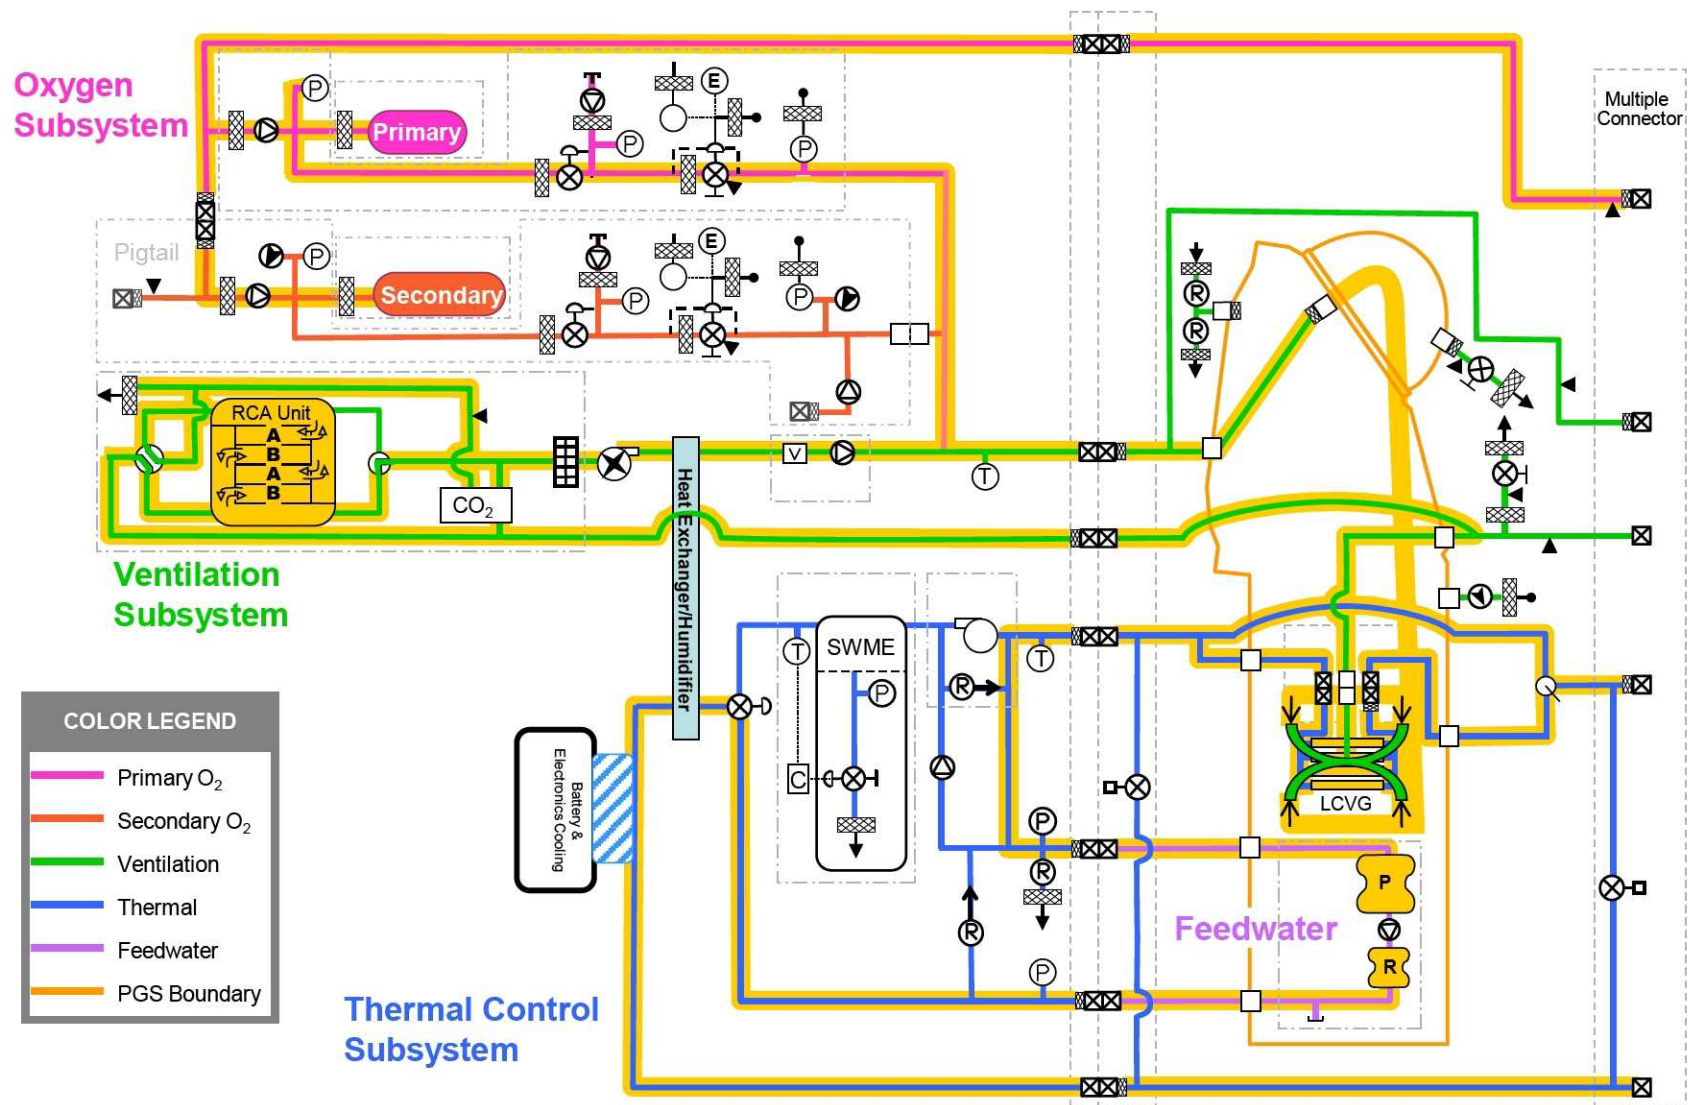 Oxygen
Subsystem
P
Primary
P
E
P
Multiple
Connector
Pigtail
P
Secondary
P
E
P
R
R
RCA Unit
A
B
A
B
CO2
V
T
Heat Exchanger/Humidifier
Ventilation
Subsystem
T
SWME
P
C
R
T
LCVG
COLOR LEGEND
Primary O2
Secondary O2
Ventilation
Thermal
Feedwater
PGS Boundary
Battery &
Electronics Cooling
P
R
R
P
P
R
Feedwater
Thermal Control
Subsystem